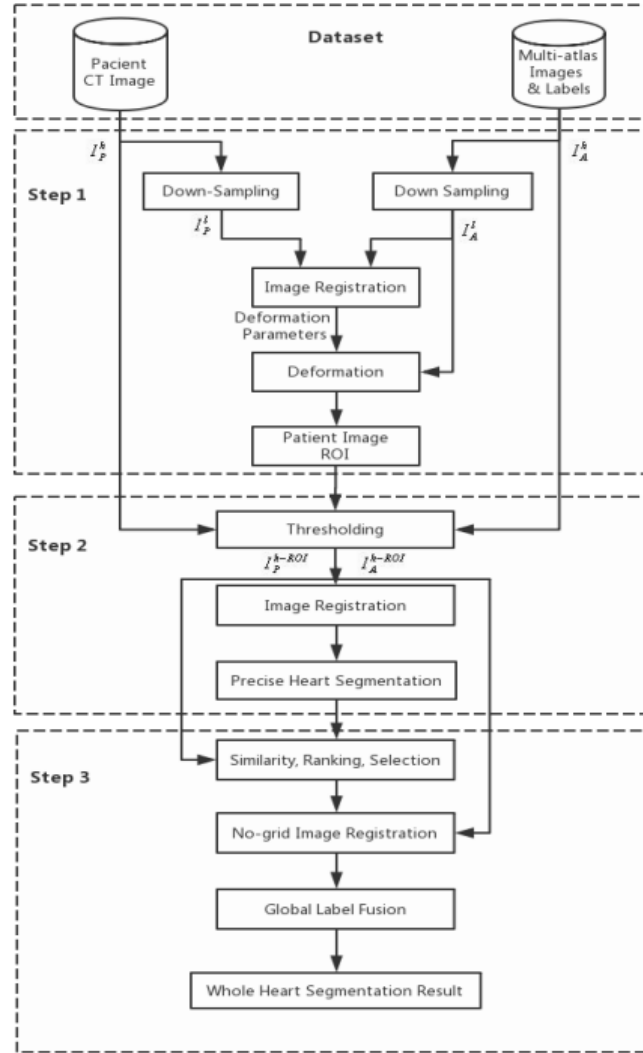 Dataset
Pacient
CT Image
Multi-atlas
Images
& Labels
I_P^h
I_A^h
Step 1
Down-Sampling
Down Sampling
I_P^l
I_A^l
Image Registration
Deformation
Parameters
Deformation
Patient Image
ROI
Step 2
Thresholding
I_P^{h-ROI}
I_A^{h-ROI}
Image Registration
Precise Heart Segmentation
Step 3
Similarity, Ranking, Selection
No-grid Image Registration
Global Label Fusion
Whole Heart Segmentation Result